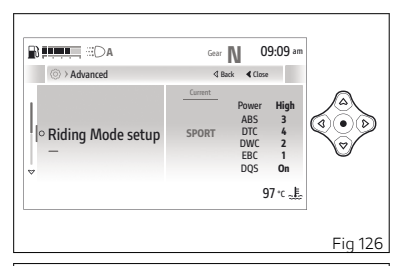 A Gear N 09:09 am
> Advanced Back Close
Current
Power High
ABS 3
Riding Mode setup SPORT DTC 4
DWC 2
EBC 1
DQS On
97 °C
Fig 126